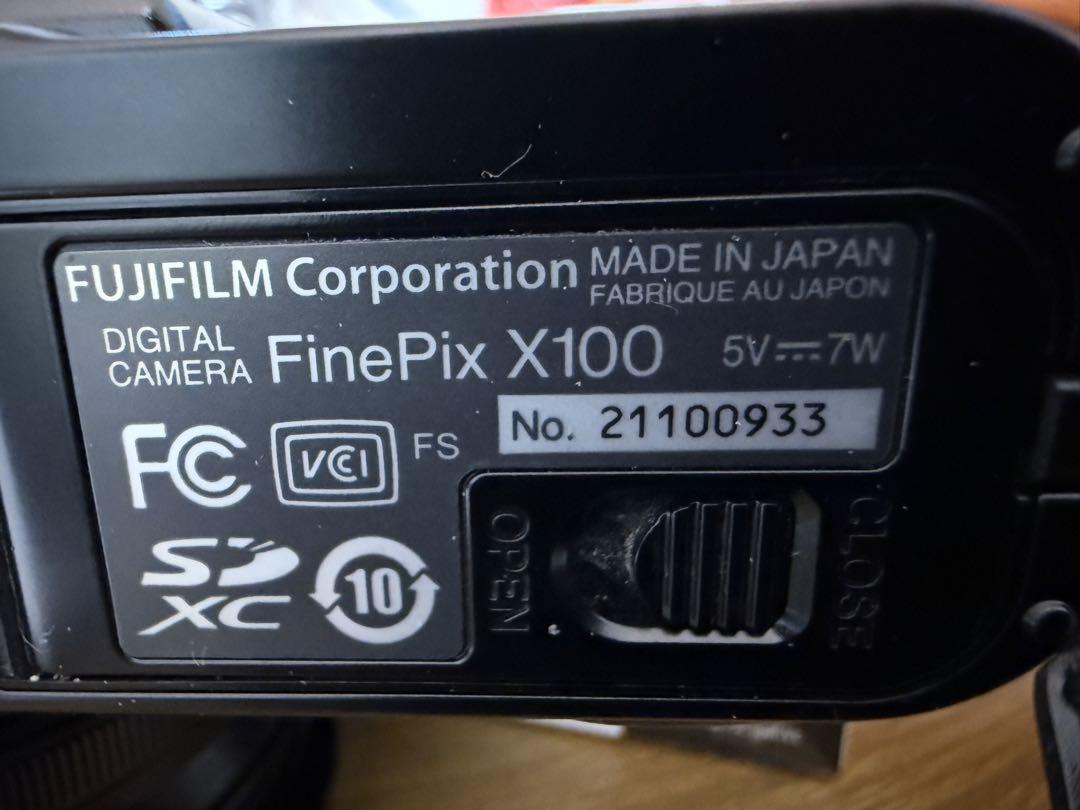 FUJIFILM Corporation
MADE IN JAPAN
FABRIQUE AU JAPON
DIGITAL
CAMERA
FinePix X100
5V⎓7W
No. 21100933
FC
VCCI
FS
SD
XC
10
OPEN
CLOSE